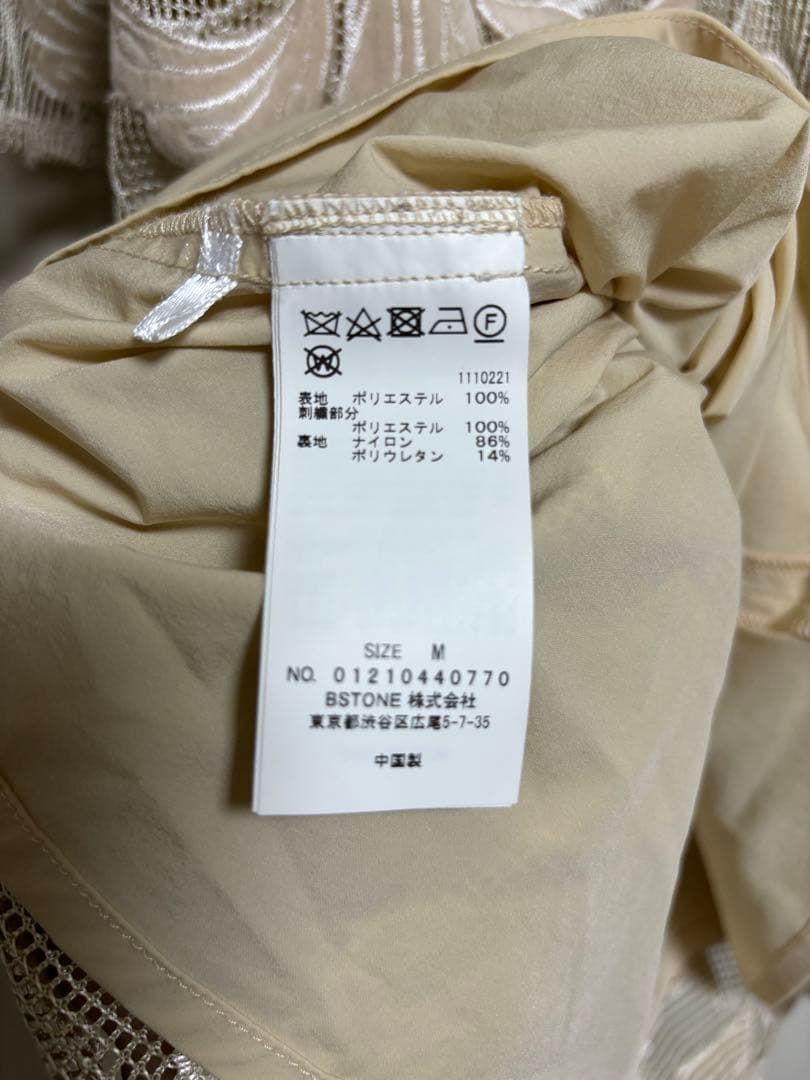 F
W
1110221
表地 ポリエステル 100%
刺繍部分
ポリエステル 100%
裏地 ナイロン 86%
ポリウレタン 14%
SIZE M
NO. 01210440770
BSTONE 株式会社
東京都渋谷区広尾5-7-35
中国製